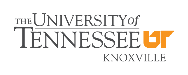 THE UNIVERSITY of
TENNESSEE UT
KNOXVILLE